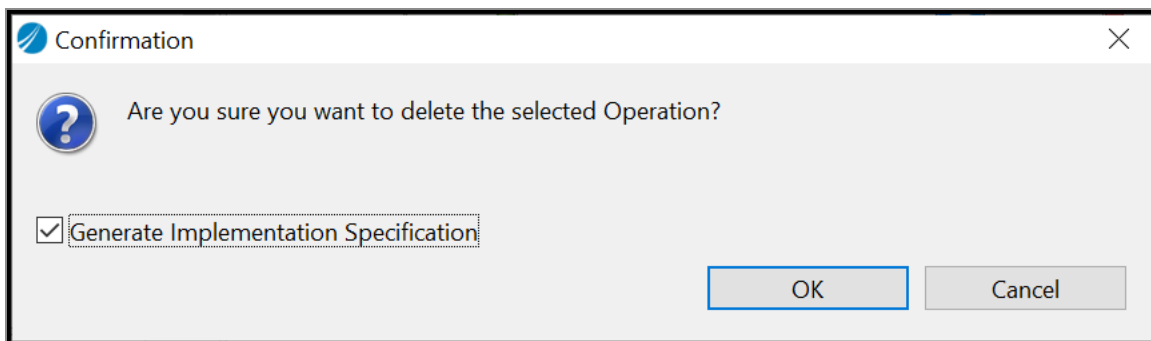 Confirmation
Are you sure you want to delete the selected Operation?
Generate Implementation Specification
OK
Cancel